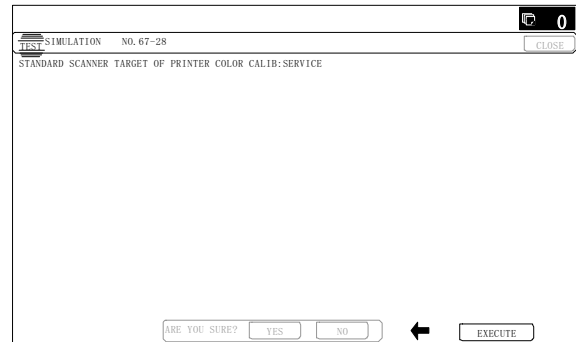 0
TEST SIMULATION NO.67-28
CLOSE
STANDARD SCANNER TARGET OF PRINTER COLOR CALIB:SERVICE
ARE YOU SURE? YES NO EXECUTE